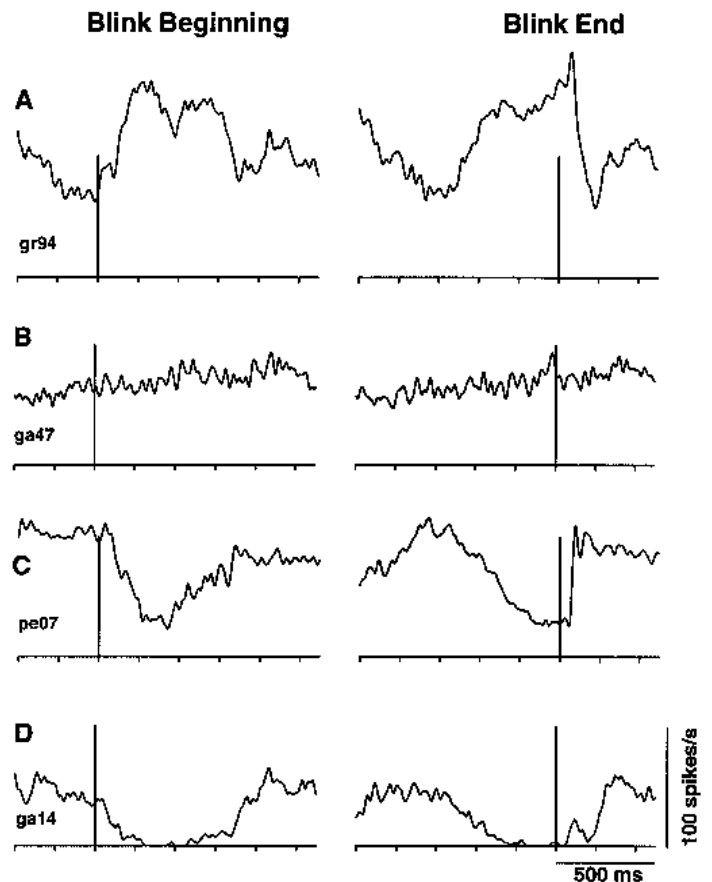 Blink Beginning
Blink End
A
gr94
B
ga47
C
pe07
D
ga14
100 spikes/s
500 ms